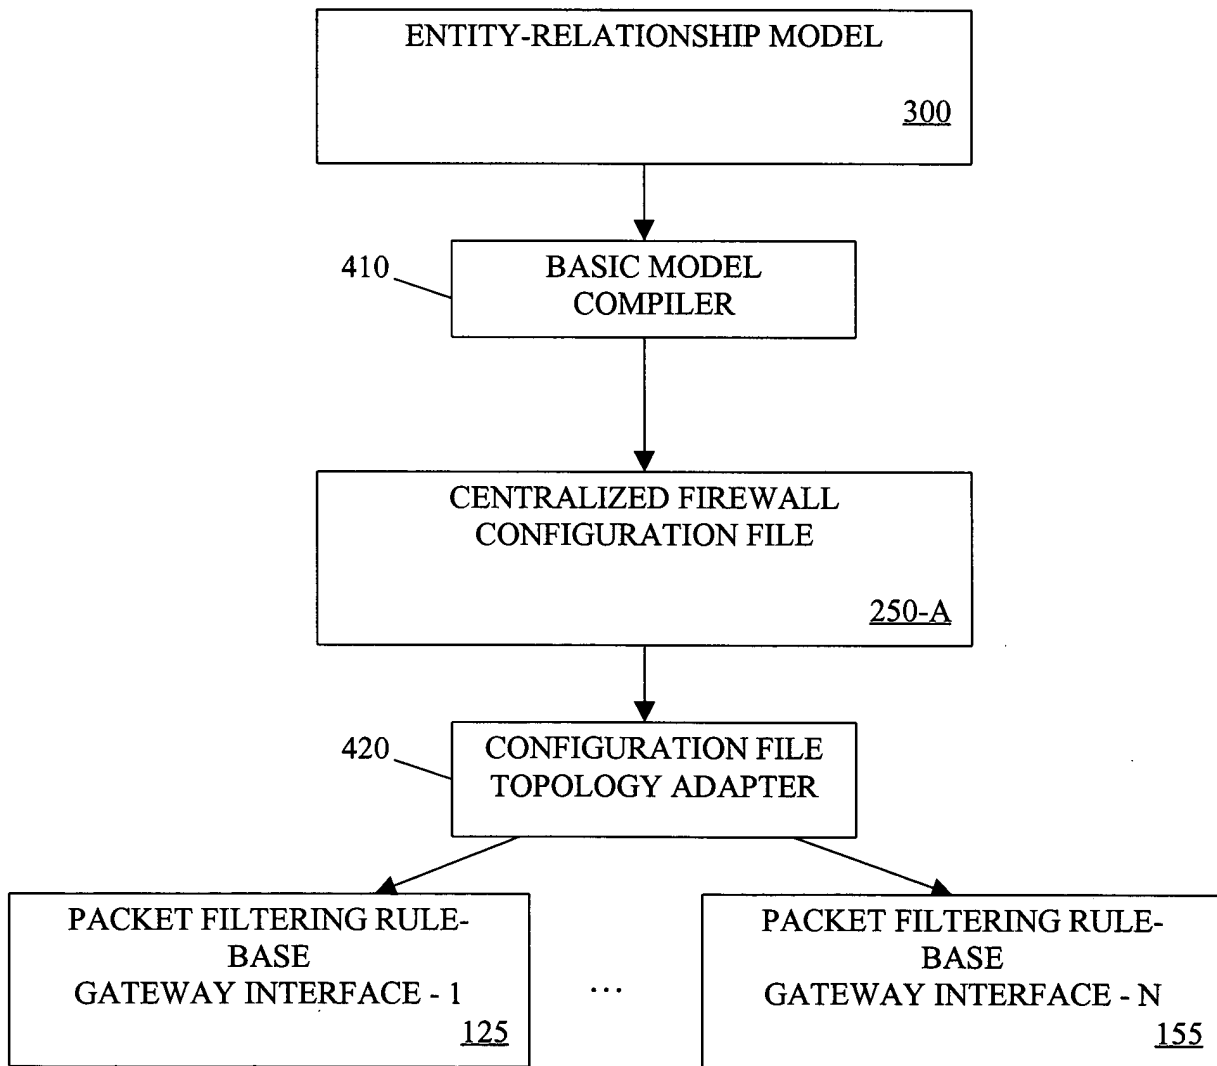 ENTITY-RELATIONSHIP MODEL
300
410
BASIC MODEL
COMPILER
CENTRALIZED FIREWALL
CONFIGURATION FILE
250-A
420
CONFIGURATION FILE
TOPOLOGY ADAPTER
PACKET FILTERING RULE-
BASE
GATEWAY INTERFACE - 1
125
...
PACKET FILTERING RULE-
BASE
GATEWAY INTERFACE - N
155